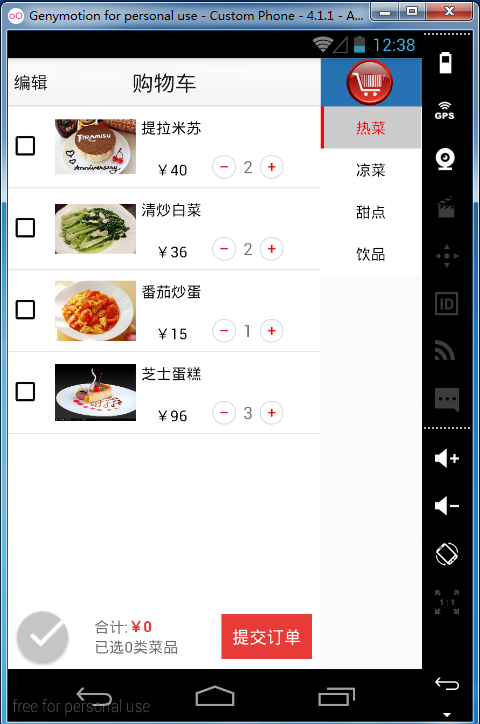 Genymotion for personal use - Custom Phone - 4.1.1 - A...
12:38
编辑
购物车
热菜
凉菜
甜点
饮品
TIRAMISU
Anniversary
提拉米苏
¥40
2
清炒白菜
¥36
2
番茄炒蛋
¥15
1
芝士蛋糕
¥96
3
合计:¥0
已选0类菜品
提交订单
GPS
ID
1:1
free for personal use